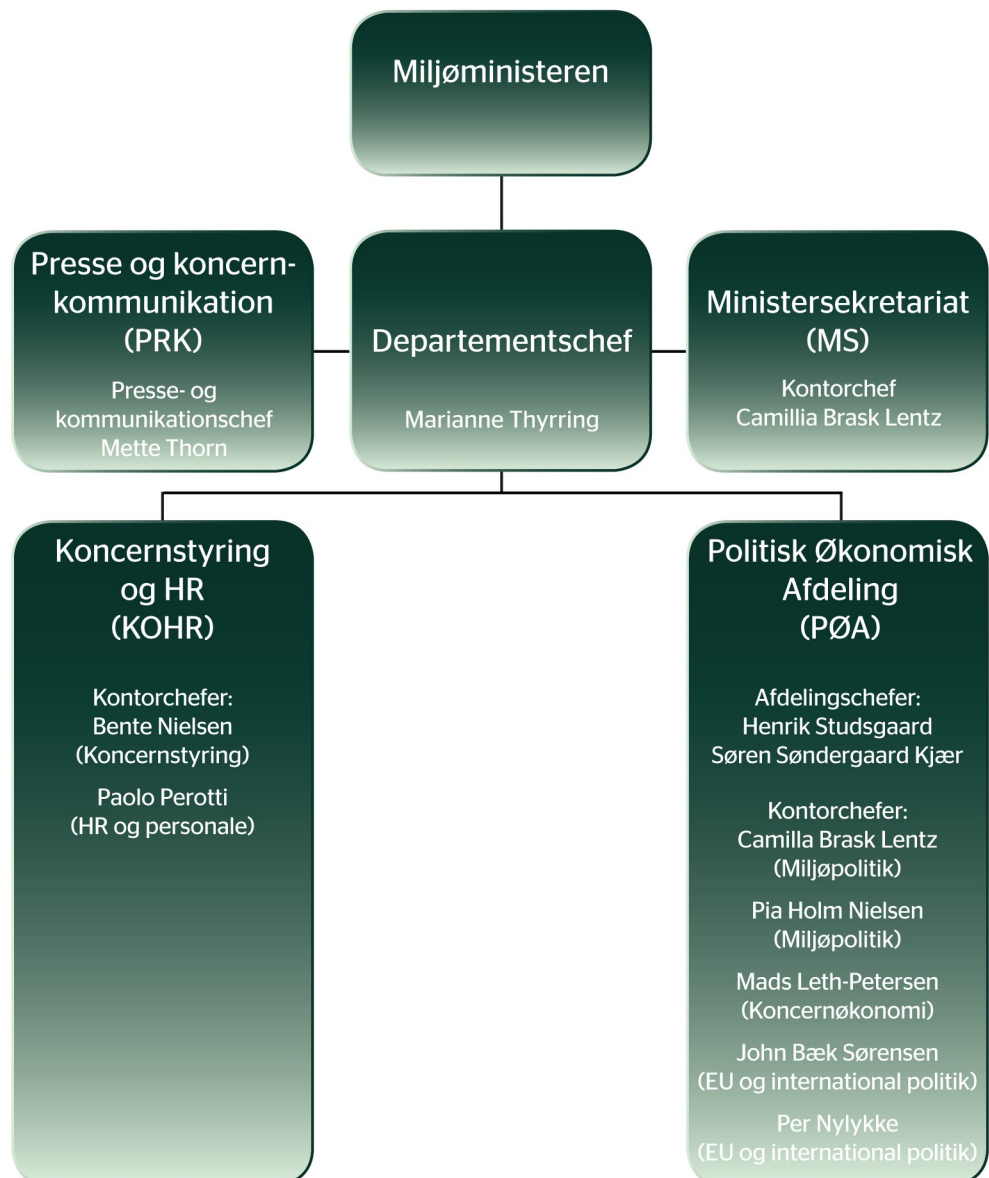 Miljøministeren
Presse og koncern-
kommunikation
(PRK)
Presse- og
kommunikationschef
Mette Thorn
Departementschef
Marianne Thyrring
Ministersekretariat
(MS)
Kontorchef
Camillia Brask Lentz
Koncernstyring
og HR
(KOHR)
Kontorchefer:
Bente Nielsen
(Koncernstyring)
Paolo Perotti
(HR og personale)
Politisk Økonomisk
Afdeling
(PØA)
Afdelingschefer:
Henrik Studsgaard
Søren Søndergaard Kjær
Kontorchefer:
Camilla Brask Lentz
(Miljøpolitik)
Pia Holm Nielsen
(Miljøpolitik)
Mads Leth-Petersen
(Koncernøkonomi)
John Bæk Sørensen
(EU og international politik)
Per Nylykke
(EU og international politik)